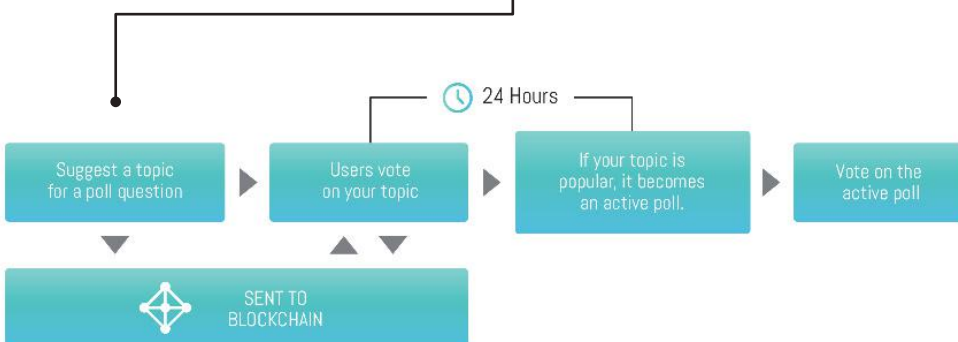 24 Hours
Suggest a topic
for a poll question
Users vote
on your topic
If your topic is
popular, it becomes
an active poll.
Vote on the
active poll
SENT TO
BLOCKCHAIN